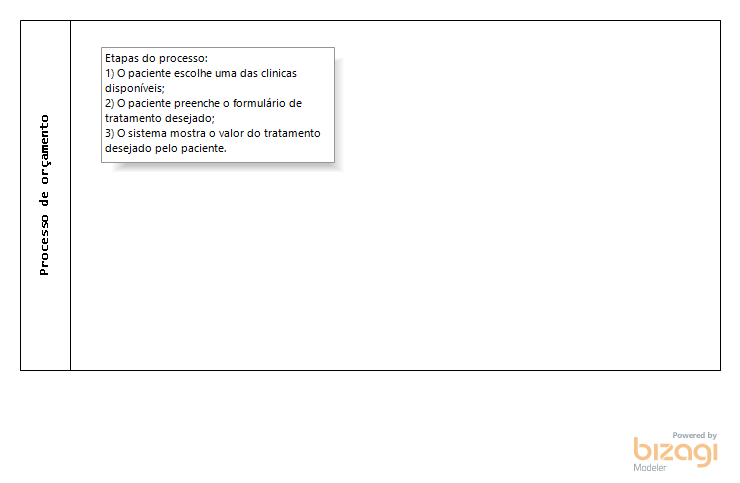 Processo de orçamento
Etapas do processo:
1) O paciente escolhe uma das clinicas
disponíveis;
2) O paciente preenche o formulário de
tratamento desejado;
3) O sistema mostra o valor do tratamento
desejado pelo paciente.
Powered by
bizagi
Modeler